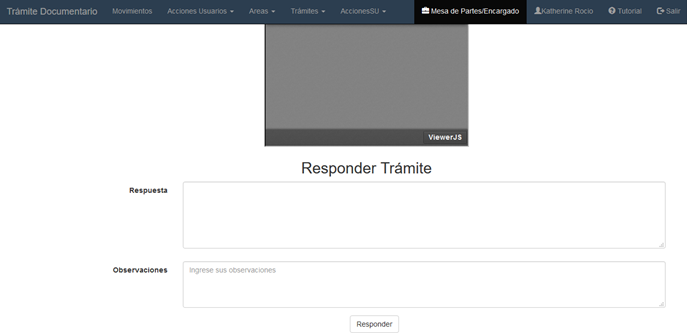 Trámite Documentario Movimientos Acciones Usuarios Areas Trámites AccionesSU Mesa de Partes/Encargado Katherine Rocio Tutorial Salir
ViewerJS
Responder Trámite
Respuesta
Observaciones Ingrese sus observaciones
Responder